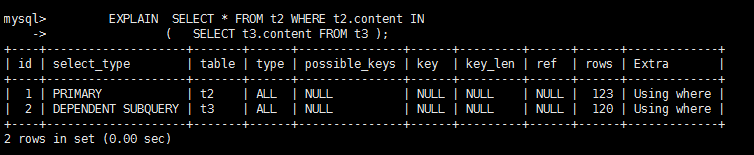 mysql>        EXPLAIN  SELECT * FROM t2 WHERE t2.content IN
    ->                (   SELECT t3.content FROM t3 );
+----+--------------------+-------+------+---------------+------+---------+------+------+-------------+
| id | select_type        | table | type | possible_keys | key  | key_len | ref  | rows | Extra       |
+----+--------------------+-------+------+---------------+------+---------+------+------+-------------+
|  1 | PRIMARY            | t2    | ALL  | NULL          | NULL | NULL    | NULL |  123 | Using where |
|  2 | DEPENDENT SUBQUERY | t3    | ALL  | NULL          | NULL | NULL    | NULL |  120 | Using where |
+----+--------------------+-------+------+---------------+------+---------+------+------+-------------+
2 rows in set (0.00 sec)